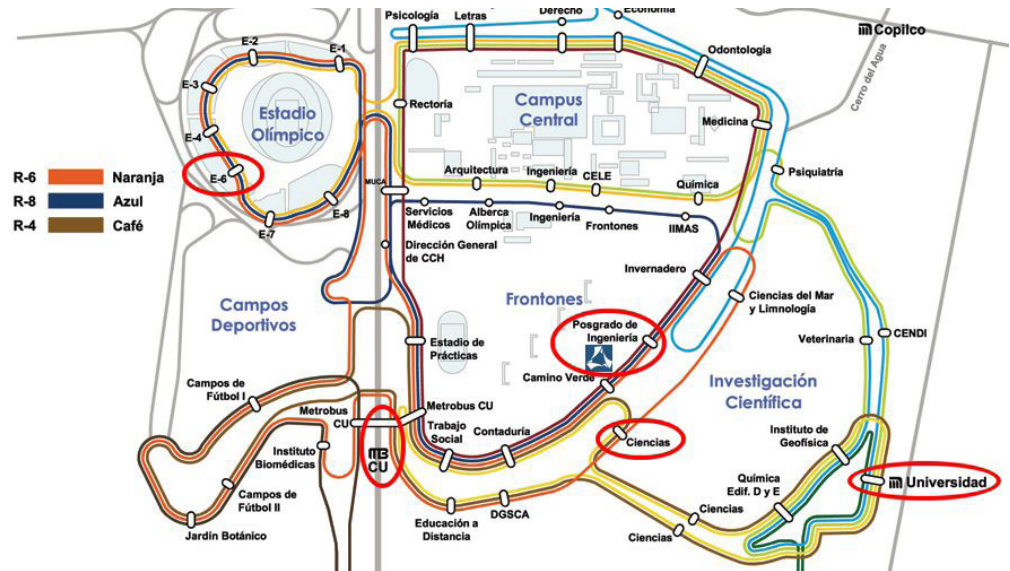 Psicología
Letras
Derecho
Economía
Copilco
Odontología
Cerro del Agua
E-2
E-1
E-3
E-4
E-6
E-7
E-8
Estadio
Olímpico
Rectoría
Campus
Central
Medicina
R-6 Naranja
R-8 Azul
R-4 Café
MUCA
Arquitectura
Ingeniería
CELE
Química
Psiquiatría
Servicios
Médicos
Alberca
Olímpica
Ingeniería
Frontones
IIMAS
Dirección General
de CCH
Invernadero
Campos
Deportivos
Frontones
Ciencias del Mar
y Limnología
Posgrado de
Ingeniería
Estadio de
Prácticas
Veterinaria
CENDI
Camino Verde
Investigación
Científica
Campos de
Fútbol I
Metrobus
CU
Metrobus CU
Trabajo
Social
Contaduría
Ciencias
Instituto de
Geofísica
Instituto
Biomédicas
MB
CU
Química
Edif. D y E
Universidad
Campos de
Fútbol II
Jardín Botánico
Educación a
Distancia
DGSCA
Ciencias
Ciencias